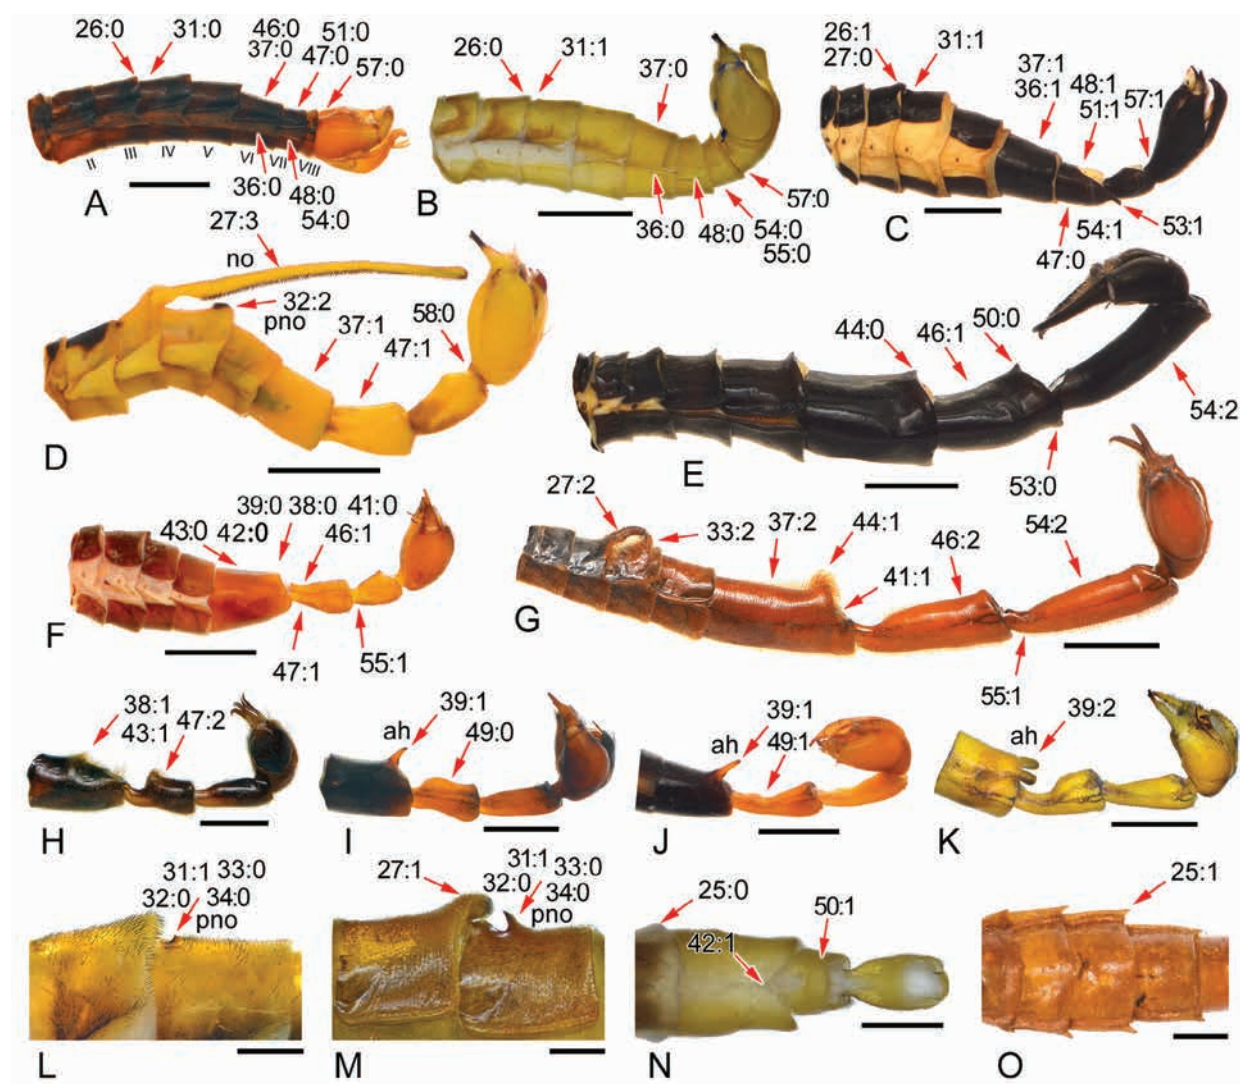 26:0 31:0 46:0 51:0
37:0 47:0 57:0
II III IV V VI VII VIII
36:0
48:0
54:0
A
26:0 31:1
37:0
57:0
36:0 48:0 54:0
55:0
B
26:1 31:1
27:0
37:1 48:1
36:1 51:1 57:1
54:1 53:1
47:0
C
27:3
no
32:2
pno
37:1
47:1
58:0
D
44:0 46:1 50:0
54:2
53:0
E
39:0 38:0 41:0
43:0 42:0 46:1
47:1 55:1
F
27:2
33:2 37:2 44:1
41:1
46:2 54:2
55:1
G
38:1
43:1 47:2
H
39:1
ah 49:0
I
39:1
ah 49:1
J
39:2
ah
K
31:1 33:0
32:0 34:0
pno
L
27:1
31:1 33:0
32:0 34:0
pno
M
25:0
42:1
50:1
N
25:1
O